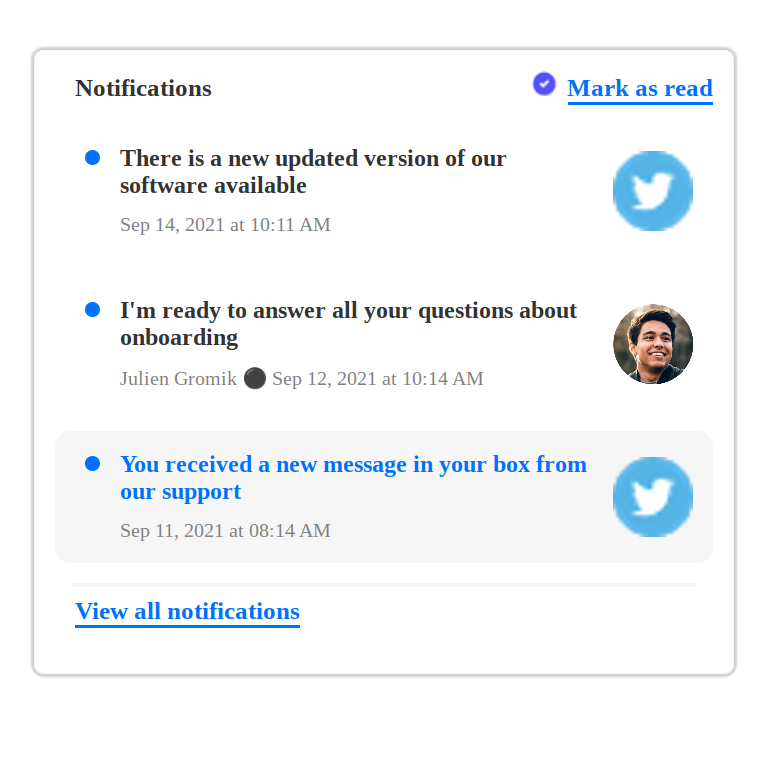 Notifications
Mark as read
There is a new updated version of our
software available
Sep 14, 2021 at 10:11 AM
I'm ready to answer all your questions about
onboarding
Julien Gromik ⚫ Sep 12, 2021 at 10:14 AM
You received a new message in your box from
our support
Sep 11, 2021 at 08:14 AM
View all notifications